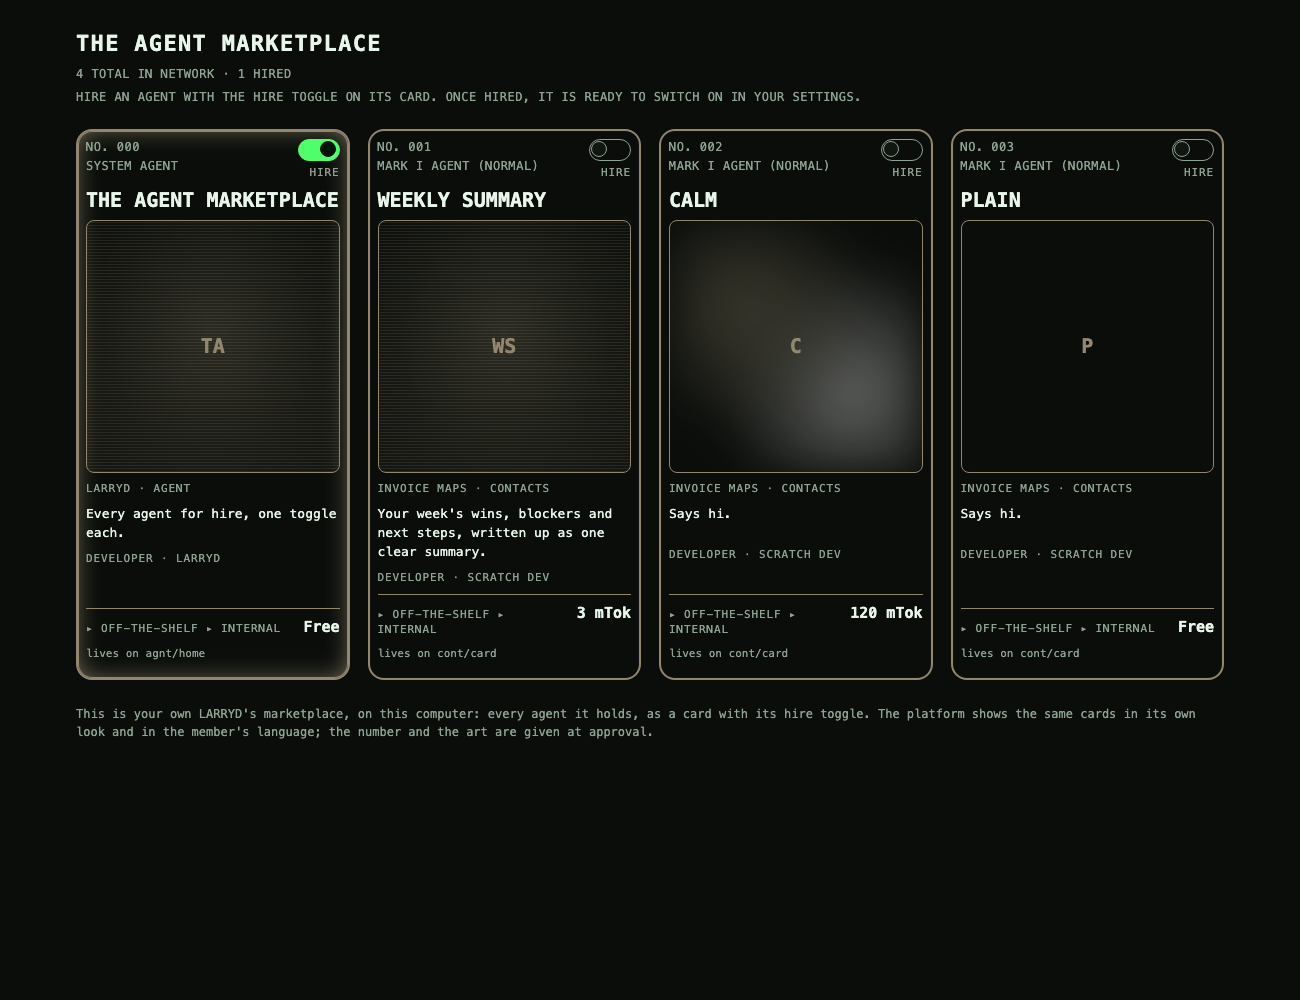 THE AGENT MARKETPLACE
4 TOTAL IN NETWORK · 1 HIRED
HIRE AN AGENT WITH THE HIRE TOGGLE ON ITS CARD. ONCE HIRED, IT IS READY TO SWITCH ON IN YOUR SETTINGS.
NO. 000
SYSTEM AGENT
HIRE
THE AGENT MARKETPLACE
TA
LARRYD · AGENT
Every agent for hire, one toggle
each.
DEVELOPER · LARRYD
▸ OFF-THE-SHELF ▸ INTERNAL Free
lives on agnt/home
NO. 001
MARK I AGENT (NORMAL)
HIRE
WEEKLY SUMMARY
WS
INVOICE MAPS · CONTACTS
Your week's wins, blockers and
next steps, written up as one
clear summary.
DEVELOPER · SCRATCH DEV
▸ OFF-THE-SHELF ▸ 3 mTok
INTERNAL
lives on cont/card
NO. 002
MARK I AGENT (NORMAL)
HIRE
CALM
C
INVOICE MAPS · CONTACTS
Says hi.
DEVELOPER · SCRATCH DEV
▸ OFF-THE-SHELF ▸ 120 mTok
INTERNAL
lives on cont/card
NO. 003
MARK I AGENT (NORMAL)
HIRE
PLAIN
P
INVOICE MAPS · CONTACTS
Says hi.
DEVELOPER · SCRATCH DEV
▸ OFF-THE-SHELF ▸ INTERNAL Free
lives on cont/card
This is your own LARRYD's marketplace, on this computer: every agent it holds, as a card with its hire toggle. The platform shows the same cards in its own
look and in the member's language; the number and the art are given at approval.